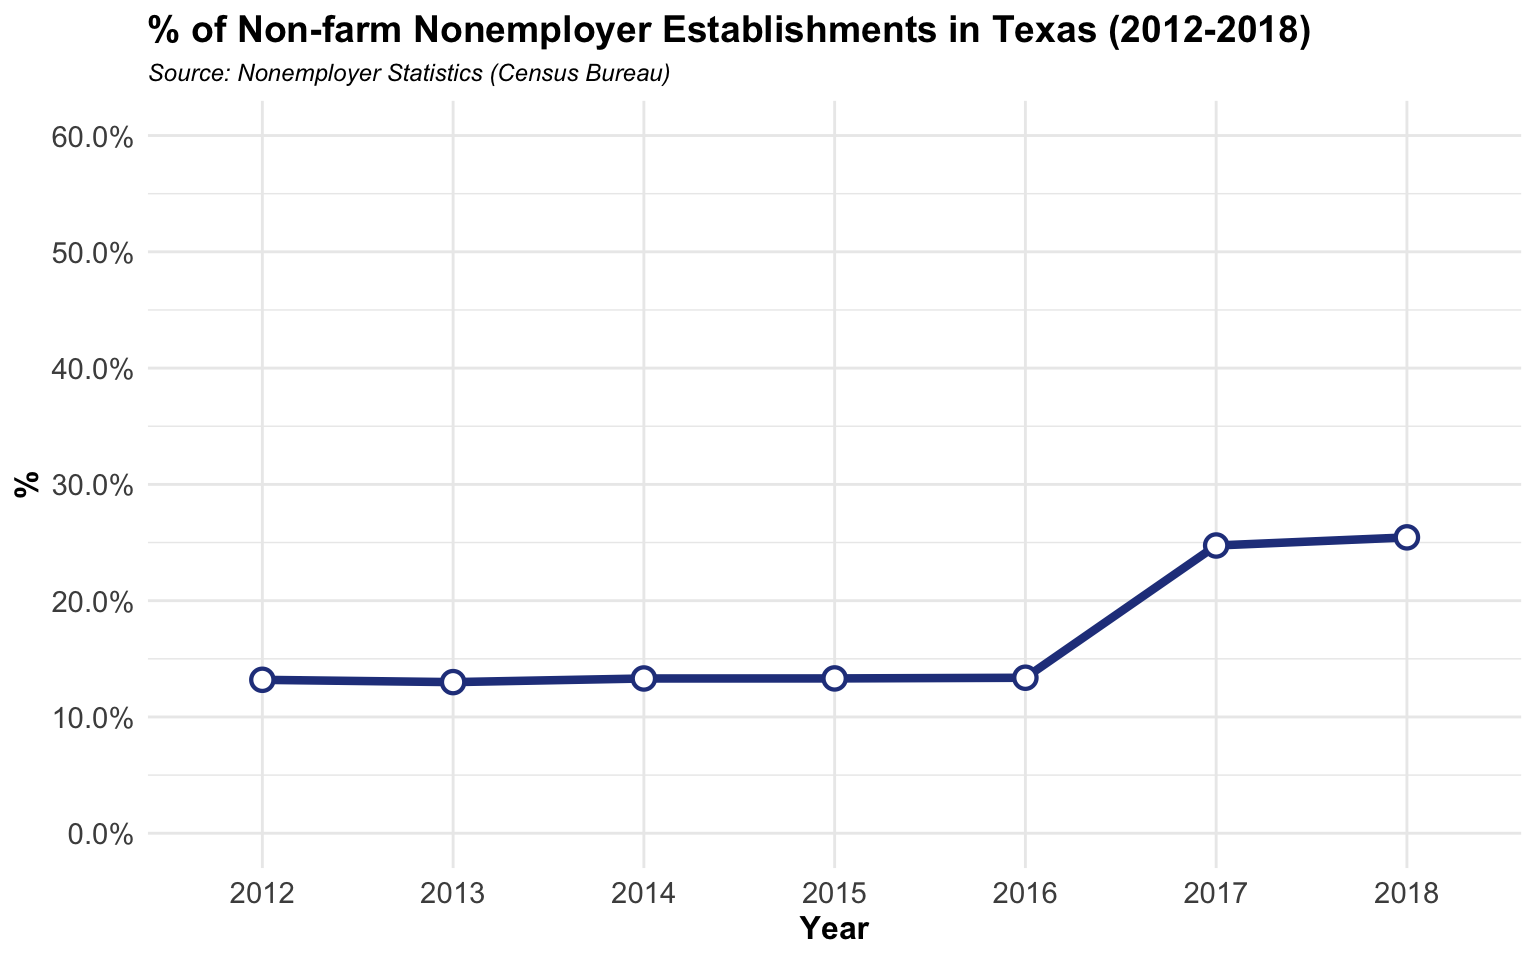 % of Non-farm Nonemployer Establishments in Texas (2012-2018)
Source: Nonemployer Statistics (Census Bureau)
60.0%
50.0%
40.0%
%
30.0%
20.0%
10.0%
0.0%
2012 2013 2014 2015 2016 2017 2018
Year